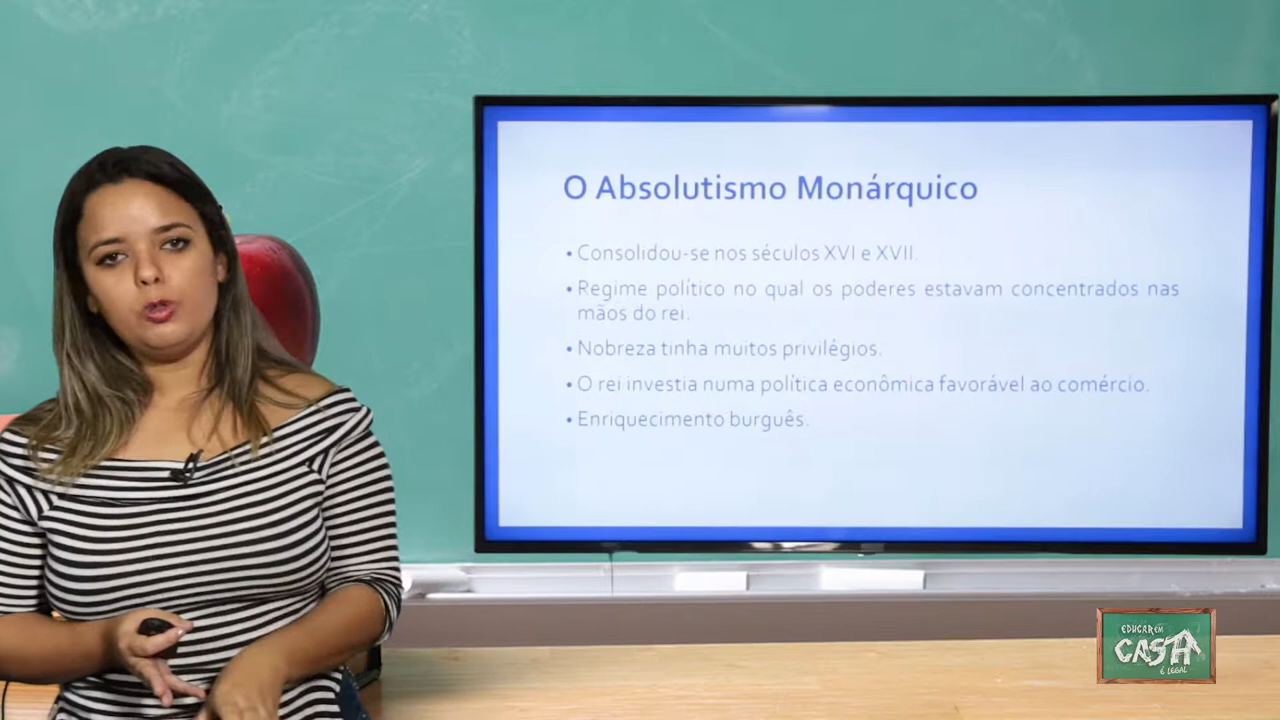 O Absolutismo Monárquico
• Consolidou-se nos séculos XVI e XVII.
• Regime político no qual os poderes estavam concentrados nas
mãos do rei.
• Nobreza tinha muitos privilégios.
• O rei investia numa política econômica favorável ao comércio.
• Enriquecimento burguês.
EDUCAR EM
CASA
É LEGAL